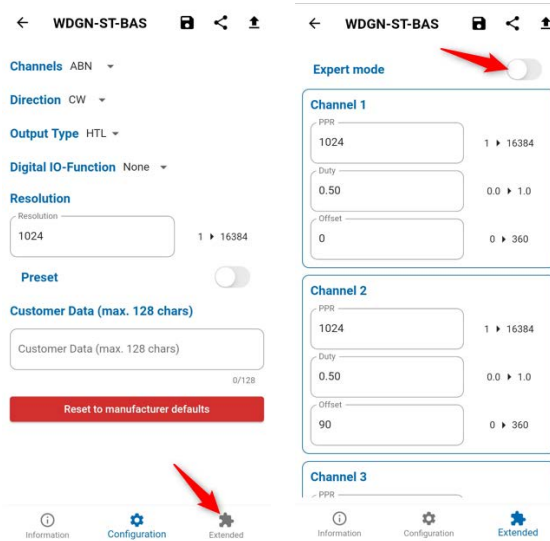 WDGN-ST-BAS
Channels ABN
Direction CW
Output Type HTL
Digital IO-Function None
Resolution
Resolution
1024
1 ▸ 16384
Preset
Customer Data (max. 128 chars)
Customer Data (max. 128 chars)
0/128
Reset to manufacturer defaults
Information
Configuration
Extended
WDGN-ST-BAS
Expert mode
Channel 1
PPR
1024
1 ▸ 16384
Duty
0.50
0.0 ▸ 1.0
Offset
0
0 ▸ 360
Channel 2
PPR
1024
1 ▸ 16384
Duty
0.50
0.0 ▸ 1.0
Offset
90
0 ▸ 360
Channel 3
PPR
Information
Configuration
Extended